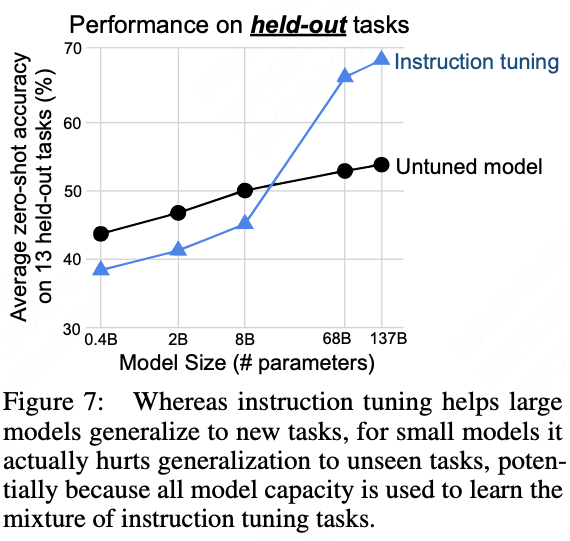 Performance on held-out tasks
Average zero-shot accuracy
on 13 held-out tasks (%)
70
60
50
40
30
Instruction tuning
Untuned model
0.4B 2B 8B 68B 137B
Model Size (# parameters)
Figure 7: Whereas instruction tuning helps large
models generalize to new tasks, for small models it
actually hurts generalization to unseen tasks, poten-
tially because all model capacity is used to learn the
mixture of instruction tuning tasks.